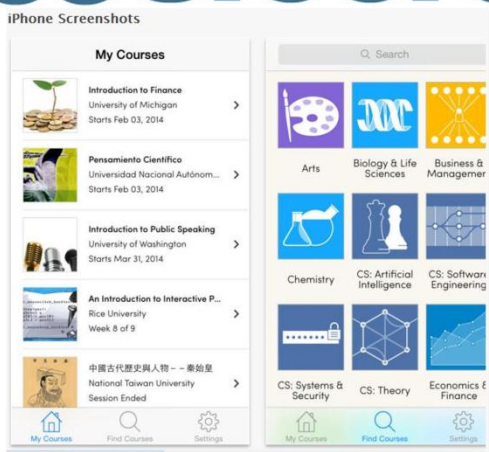 iPhone Screenshots
My Courses
Introduction to Finance
University of Michigan
Starts Feb 03, 2014
Pensamiento Científico
Universidad Nacional Autónom...
Starts Feb 03, 2014
Introduction to Public Speaking
University of Washington
Starts Mar 31, 2014
An Introduction to Interactive P...
Rice University
Week 8 of 9
中國古代歷史與人物－－秦始皇
National Taiwan University
Session Ended
My Courses
Find Courses
Settings
Search
Arts
Biology & Life
Sciences
Business &
Managemer
Chemistry
CS: Artificial
Intelligence
CS: Software
Engineering
CS: Systems &
Security
CS: Theory
Economics &
Finance
My Courses
Find Courses
Settings